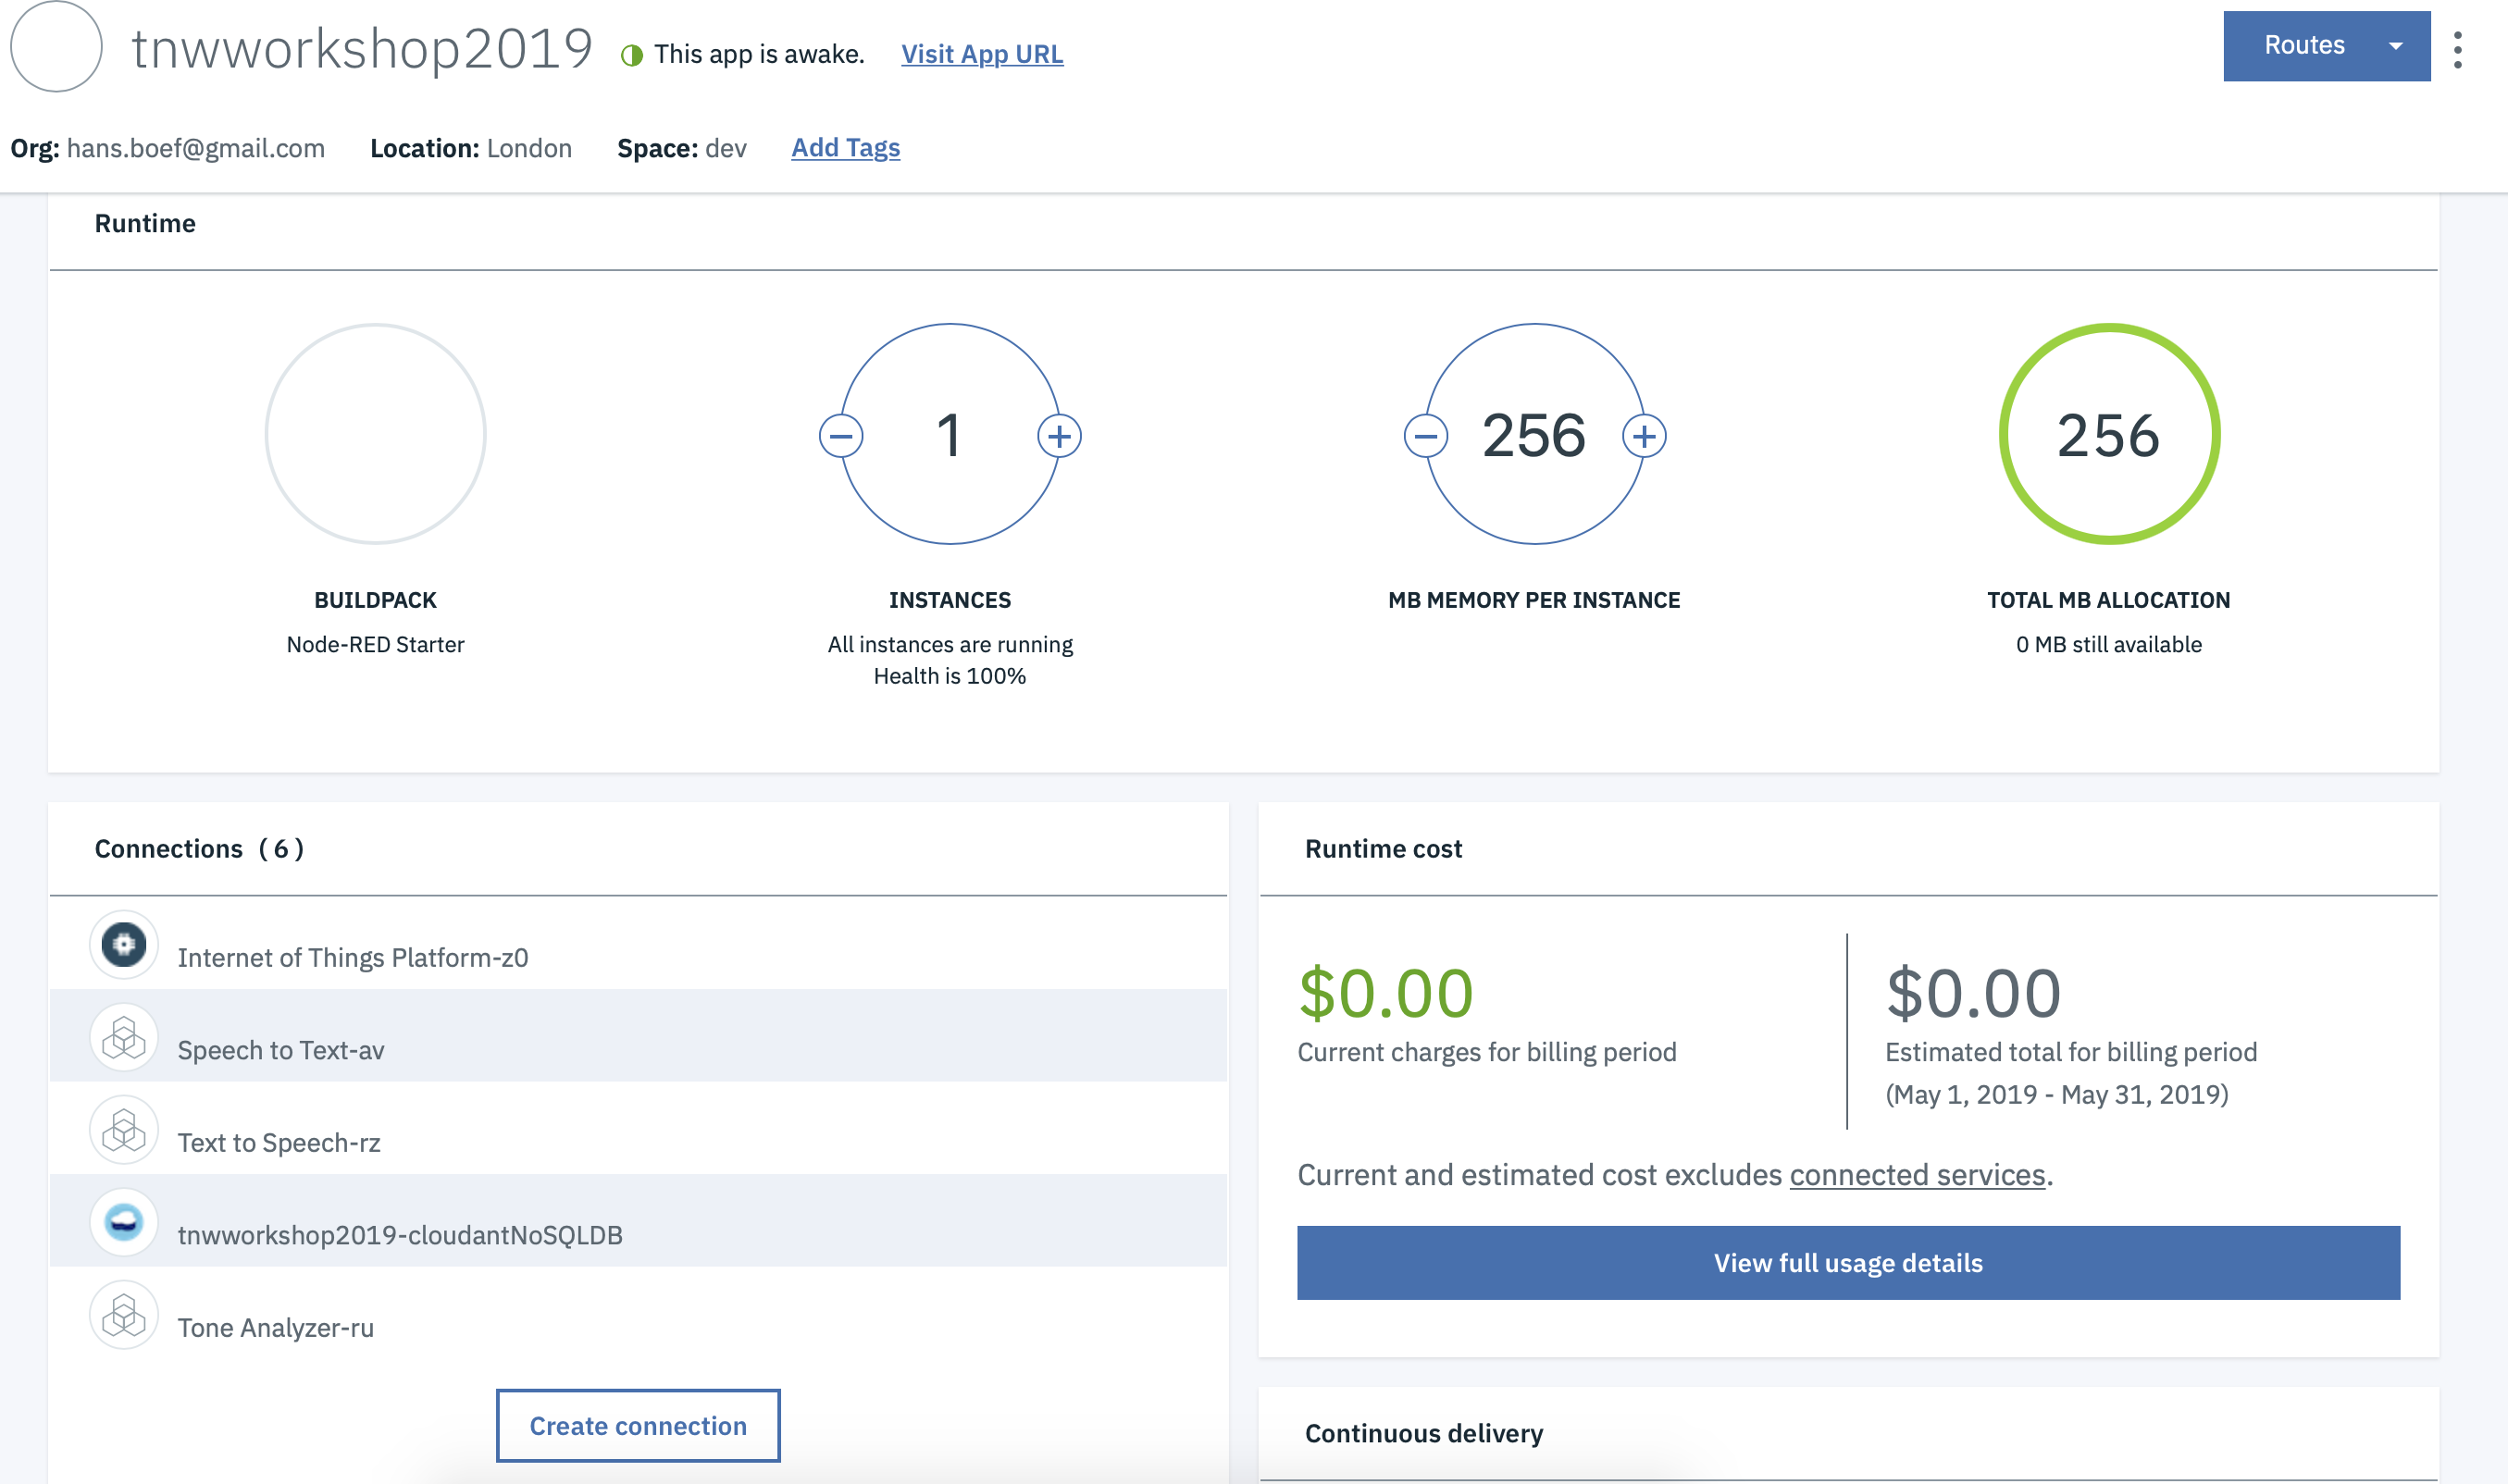 tnwworkshop2019
This app is awake.
Visit App URL
Routes
Org: hans.boef@gmail.com
Location: London
Space: dev
Add Tags
Runtime
1
256
256
BUILDPACK
INSTANCES
MB MEMORY PER INSTANCE
TOTAL MB ALLOCATION
Node-RED Starter
All instances are running
Health is 100%
0 MB still available
Connections (6)
Internet of Things Platform-z0
Speech to Text-av
Text to Speech-rz
tnwworkshop2019-cloudantNoSQLDB
Tone Analyzer-ru
Create connection
Runtime cost
$0.00
Current charges for billing period
$0.00
Estimated total for billing period
(May 1, 2019 - May 31, 2019)
Current and estimated cost excludes connected services.
View full usage details
Continuous delivery